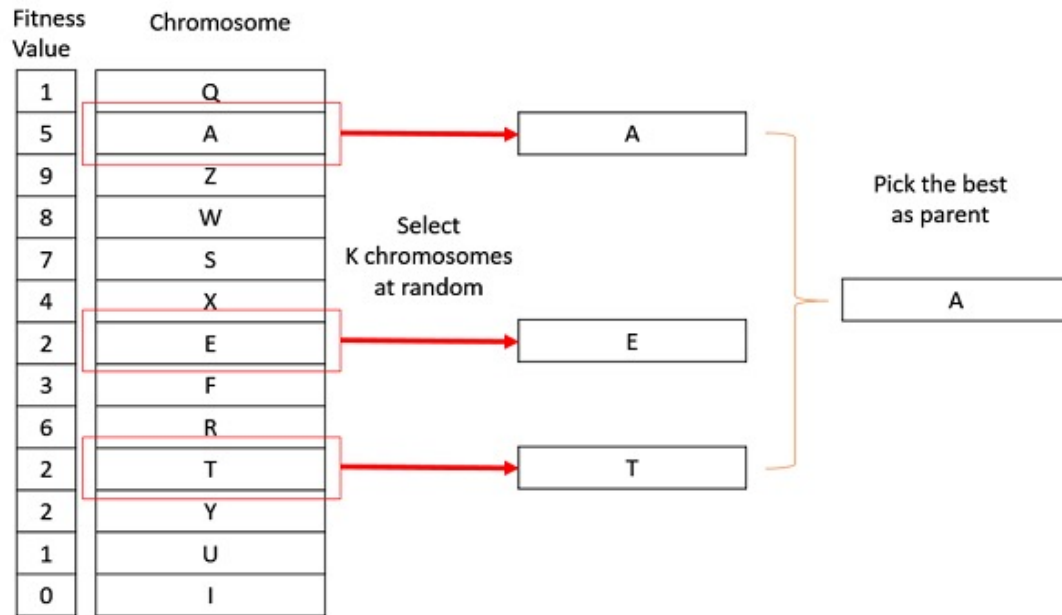 Fitness
Value
Chromosome
1 Q
5 A
9 Z
8 W
7 S
4 X
2 E
3 F
6 R
2 T
2 Y
1 U
0 I
Select
K chromosomes
at random
A
E
T
Pick the best
as parent
A